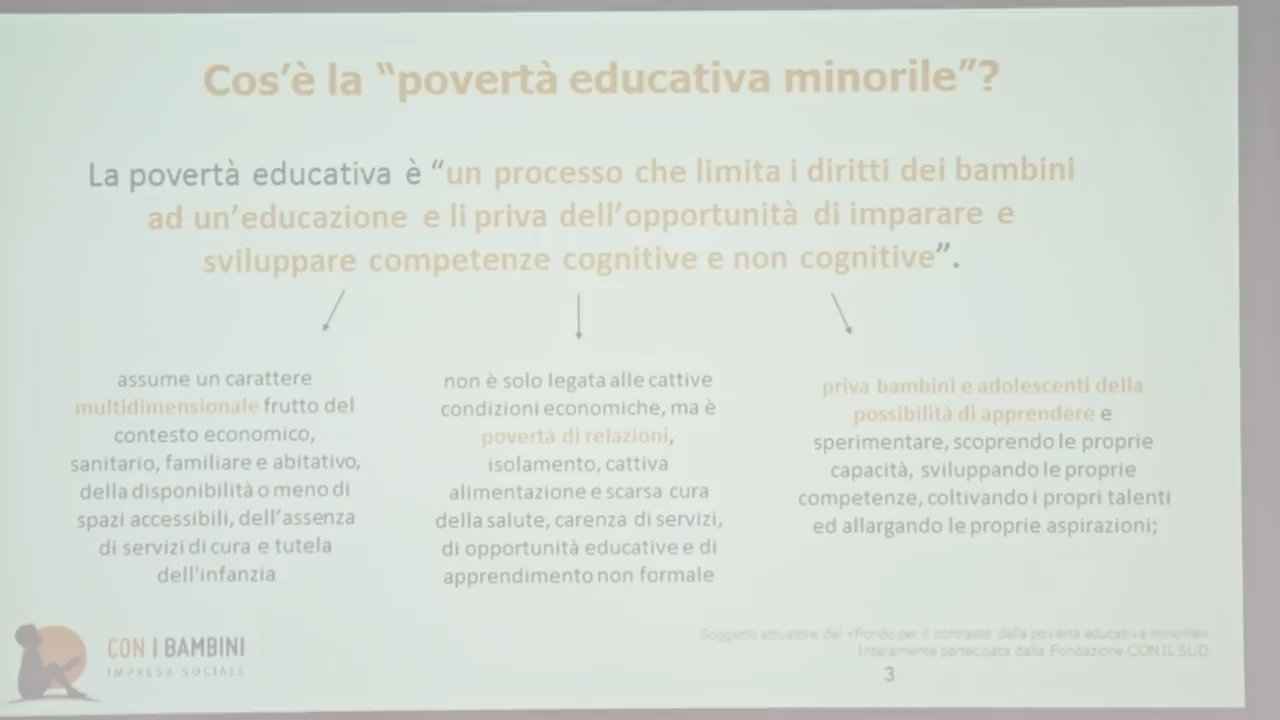 Cos'è la "povertà educativa minorile"?
La povertà educativa è "un processo che limita i diritti dei bambini
ad un'educazione e li priva dell'opportunità di imparare e
sviluppare competenze cognitive e non cognitive".
assume un carattere
multidimensionale frutto del
contesto economico,
sanitario, familiare e abitativo,
della disponibilità o meno di
spazi accessibili, dell'assenza
di servizi di cura e tutela
dell'infanzia
non è solo legata alle cattive
condizioni economiche, ma è
povertà di relazioni,
isolamento, cattiva
alimentazione e scarsa cura
della salute, carenza di servizi,
di opportunità educative e di
apprendimento non formale
priva bambini e adolescenti della
possibilità di apprendere e
sperimentare, scoprendo le proprie
capacità, sviluppando le proprie
competenze, coltivando i propri talenti
ed allargando le proprie aspirazioni;
CON I BAMBINI
IMPRESA SOCIALE
Soggetto attuatore del «Fondo per il contrasto della povertà educativa minorile»
Interamente partecipata dalla Fondazione CON IL SUD
3